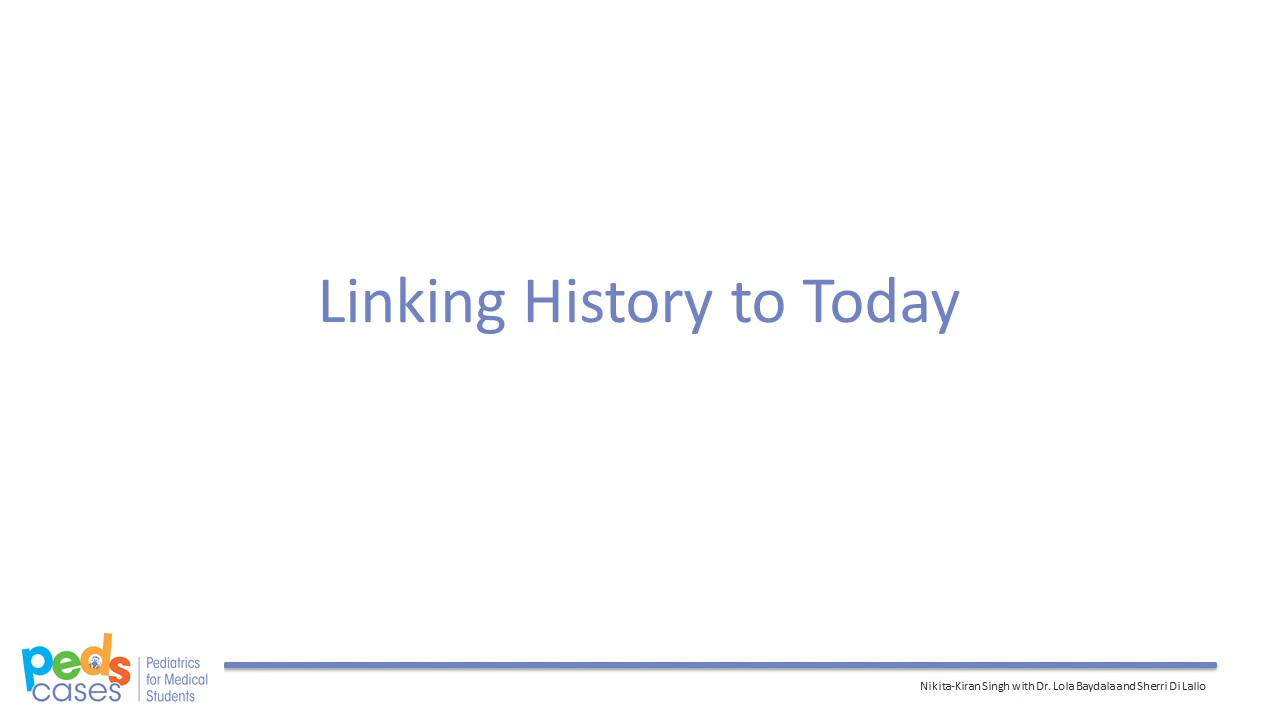 Linking History to Today
peds
cases
Pediatrics
for Medical
Students
Nikita-Kiran Singh with Dr. Lola Baydala and Sherri Di Lallo